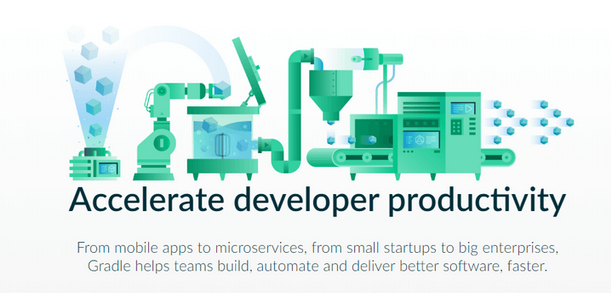 Accelerate developer productivity
From mobile apps to microservices, from small startups to big enterprises,
Gradle helps teams build, automate and deliver better software, faster.